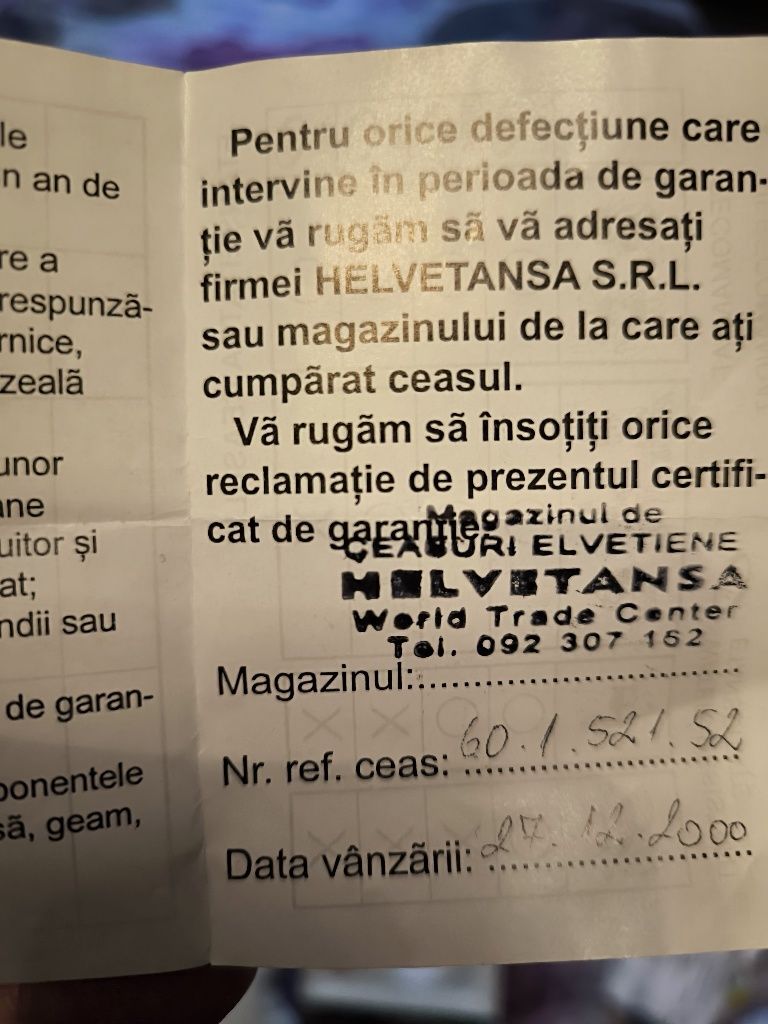 le
n an de
re a
respunză-
rnice,
zeală
unor
ane
uitor și
at;
ndii sau
de garan-
ponentele
să, geam,
Pentru orice defecțiune care
intervine în perioada de garan-
ție vă rugăm să vă adresați
firmei HELVETANSA S.R.L.
sau magazinului de la care ați
cumpărat ceasul.
Vă rugăm să însoțiți orice
reclamație de prezentul certifi-
cat de garanție.
Magazinul de
CEASURI ELVETIENE
HELVETANSA
World Trade Center
Tel. 092 307 152
Magazinul:
Nr. ref. ceas: 60.1.521.52
Data vânzării: 27.12.2000